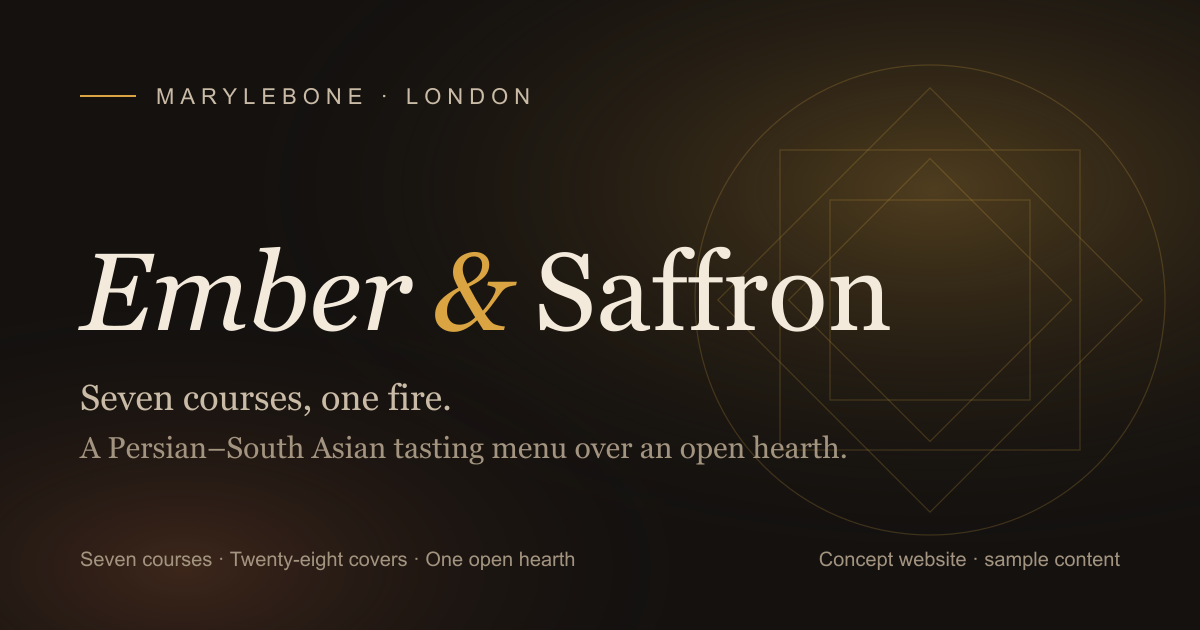 MARYLEBONE · LONDON
Ember & Saffron
Seven courses, one fire.
A Persian–South Asian tasting menu over an open hearth.
Seven courses · Twenty-eight covers · One open hearth
Concept website · sample content